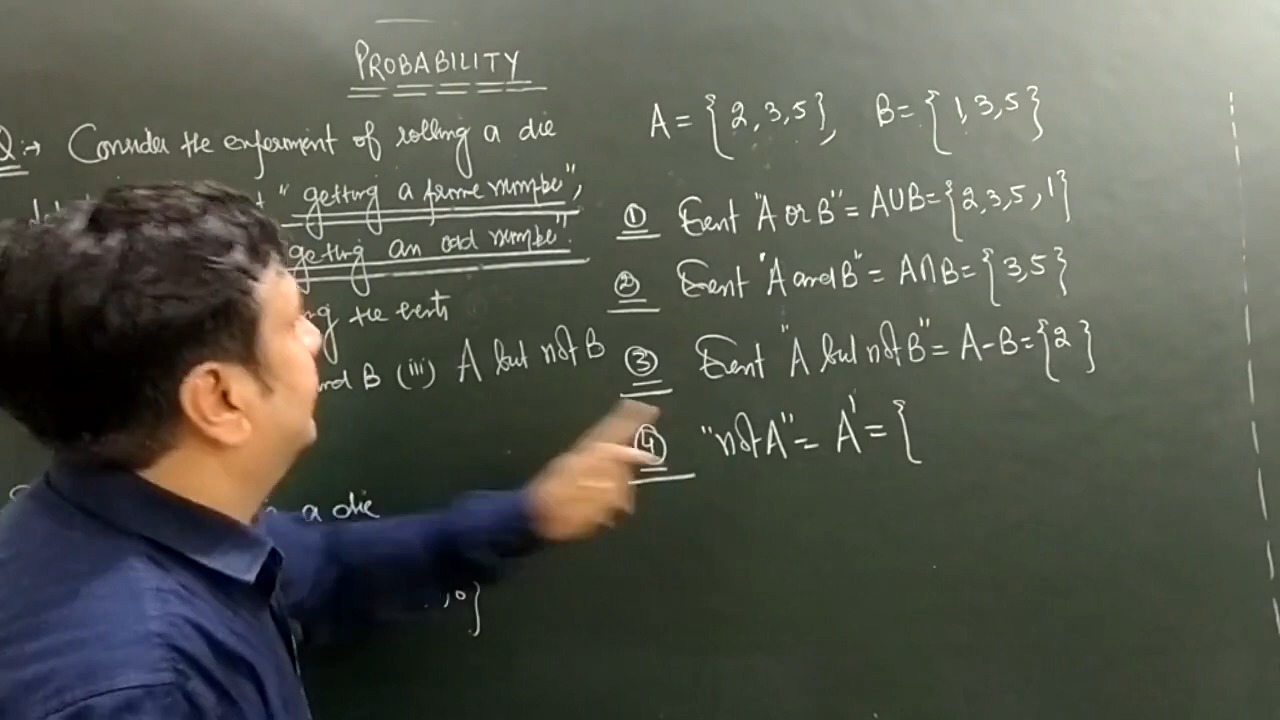 PROBABILITY
Q:→ Consider the experiment of rolling a die
"getting a prime number",
getting an odd number".
the events
and B (iii) A but not B
a die
,6}
A = {2,3,5}, B = {1,3,5}
① Event "A or B" = A∪B = {2,3,5,1}
② Event "A and B" = A∩B = {3,5}
③ Event "A but not B" = A-B = {2}
④ "not A" = A' = {